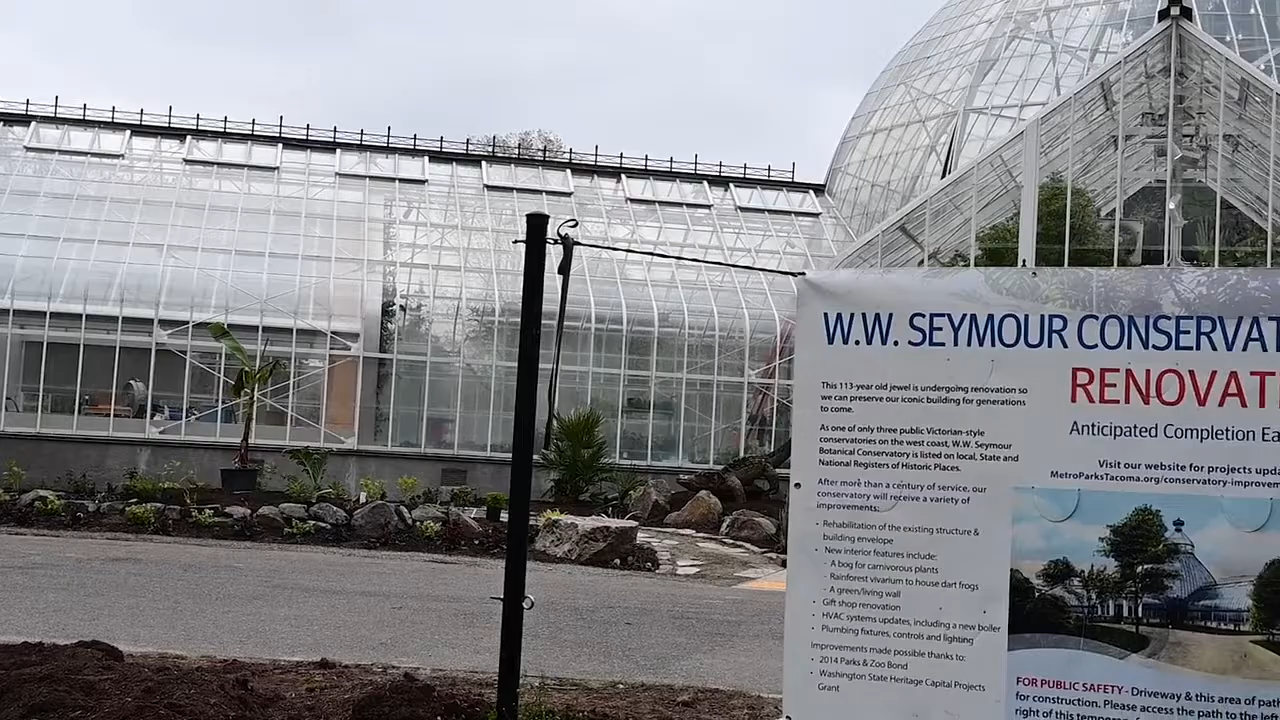 W.W. SEYMOUR CONSERVAT
RENOVAT
Anticipated Completion Ea
This 113-year old jewel is undergoing renovation so
we can preserve our iconic building for generations
to come.
As one of only three public Victorian-style
conservatories on the west coast, W.W. Seymour
Botanical Conservatory is listed on local, State and
National Registers of Historic Places.
After more than a century of service, our
conservatory will receive a variety of
improvements:
• Rehabilitation of the existing structure &
building envelope
• New interior features include:
- A bog for carnivorous plants
- Rainforest vivarium to house dart frogs
- A green/living wall
• Gift shop renovation
• HVAC systems updates, including a new boiler
• Plumbing fixtures, controls and lighting
Improvements made possible thanks to:
• 2014 Parks & Zoo Bond
• Washington State Heritage Capital Projects
Grant
Visit our website for projects upda
MetroParksTacoma.org/conservatory-improvem
FOR PUBLIC SAFETY - Driveway & this area of path
for construction. Please access the path to the left
right of this